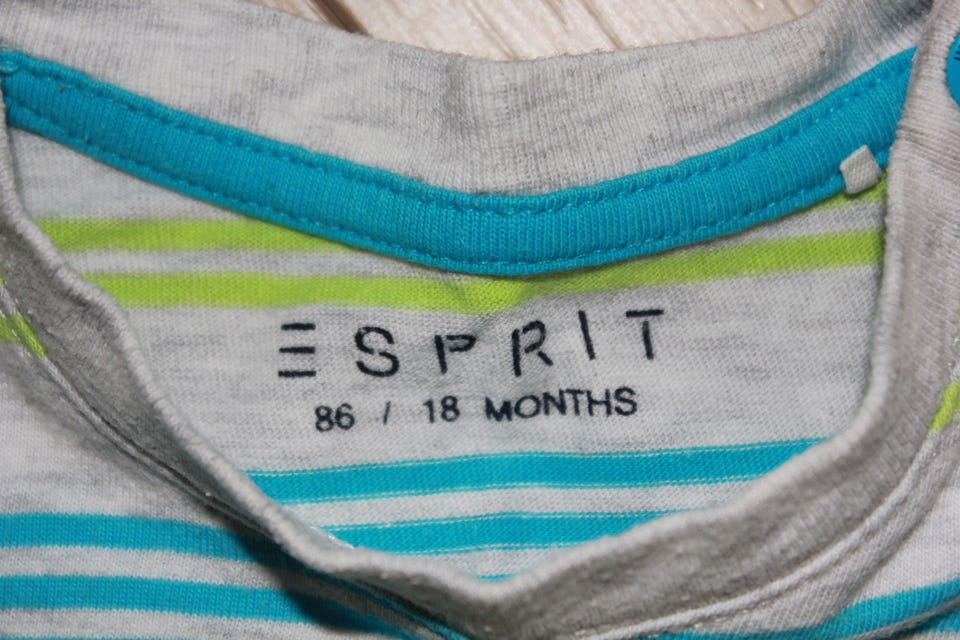 ESPRIT
86 / 18 MONTHS